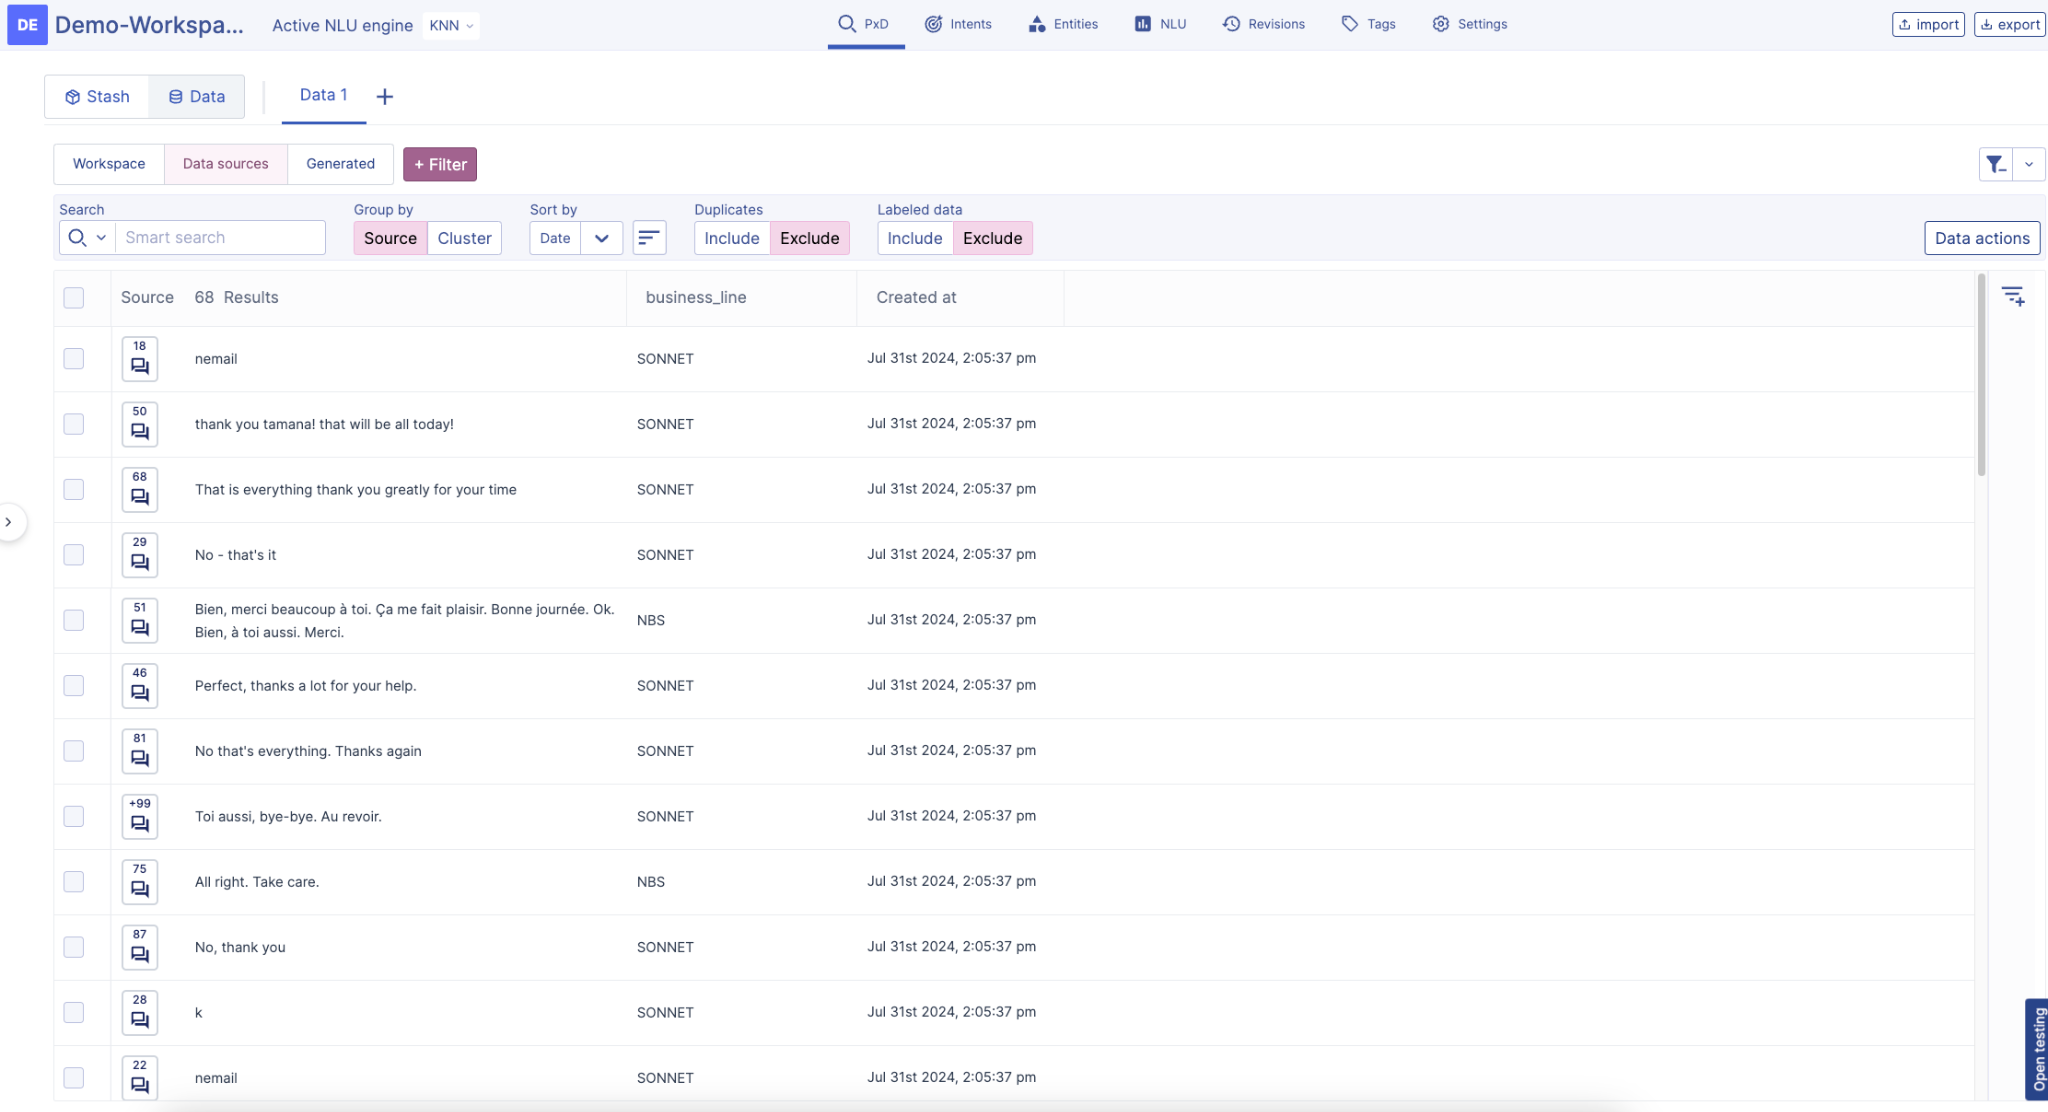 DE Demo-Workspa... Active NLU engine KNN PxD Intents Entities NLU Revisions Tags Settings import export
Stash Data Data 1 +
Workspace Data sources Generated + Filter
Search Group by Sort by Duplicates Labeled data
Smart search Source Cluster Date Include Exclude Include Exclude Data actions
Source 68 Results business_line Created at
18 nemail SONNET Jul 31st 2024, 2:05:37 pm
50 thank you tamana! that will be all today! SONNET Jul 31st 2024, 2:05:37 pm
68 That is everything thank you greatly for your time SONNET Jul 31st 2024, 2:05:37 pm
29 No - that's it SONNET Jul 31st 2024, 2:05:37 pm
51 Bien, merci beaucoup à toi. Ça me fait plaisir. Bonne journée. Ok.
Bien, à toi aussi. Merci. NBS Jul 31st 2024, 2:05:37 pm
46 Perfect, thanks a lot for your help. SONNET Jul 31st 2024, 2:05:37 pm
81 No that's everything. Thanks again SONNET Jul 31st 2024, 2:05:37 pm
+99 Toi aussi, bye-bye. Au revoir. SONNET Jul 31st 2024, 2:05:37 pm
75 All right. Take care. NBS Jul 31st 2024, 2:05:37 pm
87 No, thank you SONNET Jul 31st 2024, 2:05:37 pm
28 k SONNET Jul 31st 2024, 2:05:37 pm
22 nemail SONNET Jul 31st 2024, 2:05:37 pm
Open testing